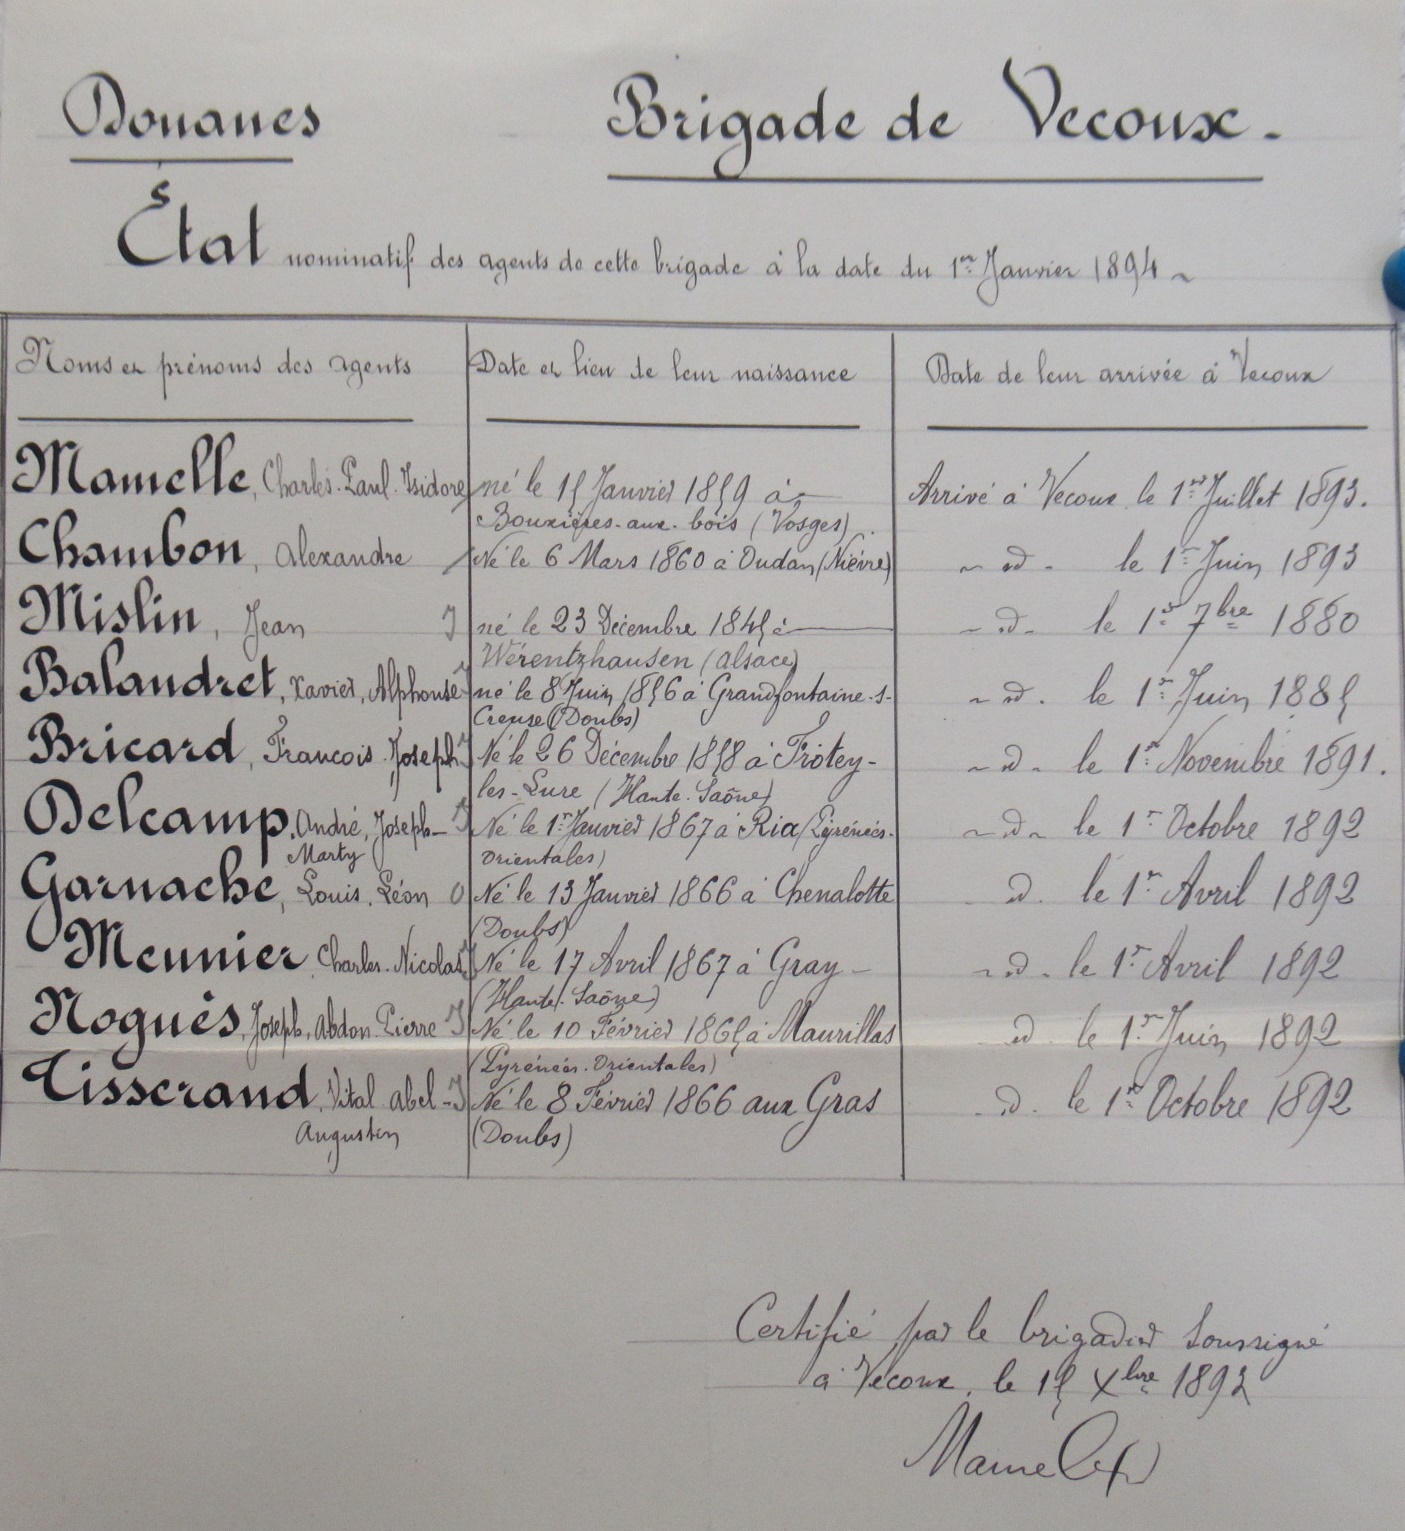 Douanes
Brigade de Vecoux.
État nominatif des agents de cette brigade à la date du 1er Janvier 1894
Noms et prénoms des agents
Date et lieu de leur naissance
Date de leur arrivée à Vecoux
Mamelle, Charles-Paul-Isidore
né le 15 Janvier 1859 à
Bouxières-aux-bois (Vosges)
Arrivé à Vecoux le 1er Juillet 1893.
Chambon, Alexandre
Né le 6 Mars 1860 à Oudan (Nièvre)
- id - le 1er Juin 1893
Mislin, Jean
né le 23 Décembre 1845 à
Wérentzhausen (Alsace)
- id - le 1er 7bre 1880
Balandret, Xavier, Alphonse
né le 8 Juin 1856 à Grandfontaine-s-
Creuse (Doubs)
- id - le 1er Juin 1885
Bricard, Francois Joseph
Né le 26 Décembre 1858 à Frotey-
les-Lure (Haute-Saône)
- id - le 1er Novembre 1891.
Delcamp, André, Joseph-
Marty
Né le 1er Janvier 1867 à Ria (Pyrénées-
orientales)
- id - le 1er Octobre 1892
Garnache, Louis, Léon
Né le 13 Janvier 1866 à Chenalotte
(Doubs)
id - le 1er Avril 1892
Meunier, Charles-Nicolas
Né le 17 Avril 1867 à Gray -
(Haute-Saône)
- id - le 1er Avril 1892
Noguès, Joseph, Abdon-Pierre
Né le 10 Février 1865 à Maurillas
(Pyrénées-Orientales)
id le 1er Juin 1892
Tisserand, Vital Abel-
Augustin
Né le 8 Février 1866 aux Gras
(Doubs)
- id - le 1er Octobre 1892
Certifié par le brigadier soussigné
à Vecoux, le 15 Xbre 1893
Mamelle